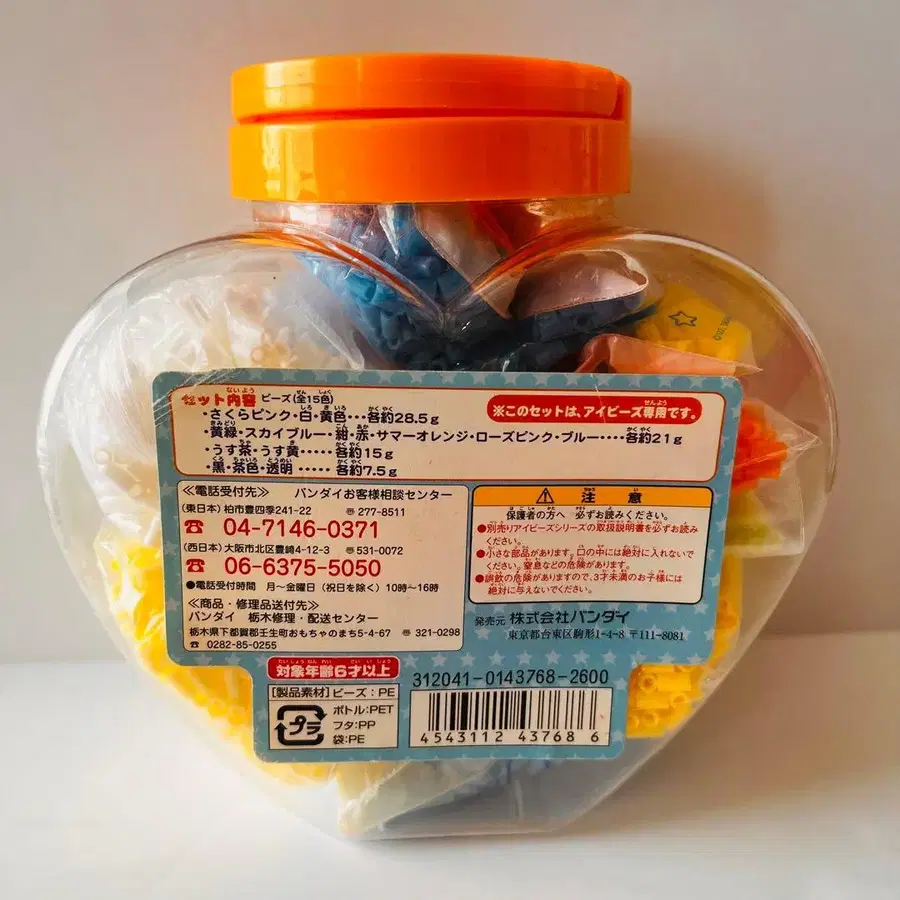 セット内容 ビーズ(全15色)
・さくらピンク・白・黄色・・・各約28.5g
・黄緑・スカイブルー・紺・赤・サマーオレンジ・ローズピンク・ブルー・・・・各約21g
・うす茶・うす黄・・・・・各約15g
・黒・茶色・透明・・・・・各約7.5g
※このセットは、アイビーズ専用です。
≪電話受付先≫ バンダイお客様相談センター
(東日本) 柏市豊四季241-22 〒277-8511
☎ 04-7146-0371
(西日本) 大阪市北区豊崎4-12-3 〒531-0072
☎ 06-6375-5050
●電話受付時間 月〜金曜日(祝日を除く)10時〜16時
≪商品・修理品送付先≫
バンダイ 栃木修理・配送センター
栃木県下都賀郡壬生町おもちゃのまち5-4-67 〒321-0298
☎ 0282-85-0255
⚠ 注意
保護者の方へ 必ずお読みください。
●別売りアイビーズシリーズの取扱説明書を必ずお読み
ください。
●小さな部品があります。口の中には絶対に入れないで
ください。窒息などの危険があります。
●誤飲の危険がありますので、3才未満のお子様には
絶対に与えないでください。
発売元 株式会社バンダイ
東京都台東区駒形1-4-8 〒111-8081
対象年齢6才以上
[製品素材] ビーズ:PE
ボトル:PET
フタ:PP
袋:PE
プラ
312041-0143768-2600
4 543112 437686